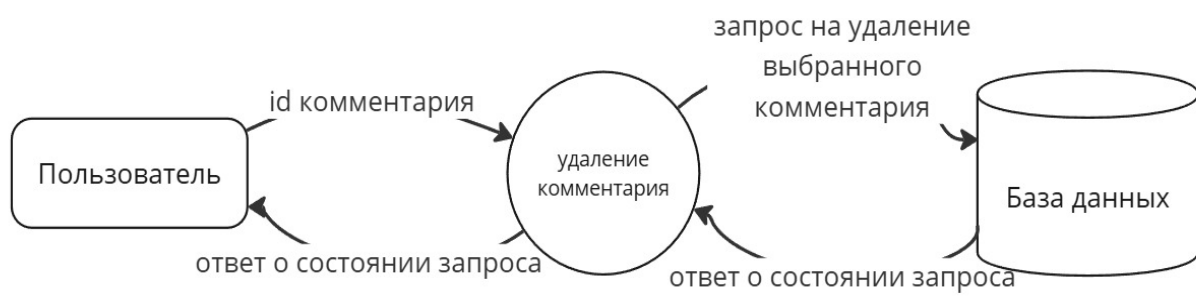 запрос на удаление
выбранного
комментария
id комментария
Пользователь
удаление
комментария
База данных
ответ о состоянии запроса
ответ о состоянии запроса